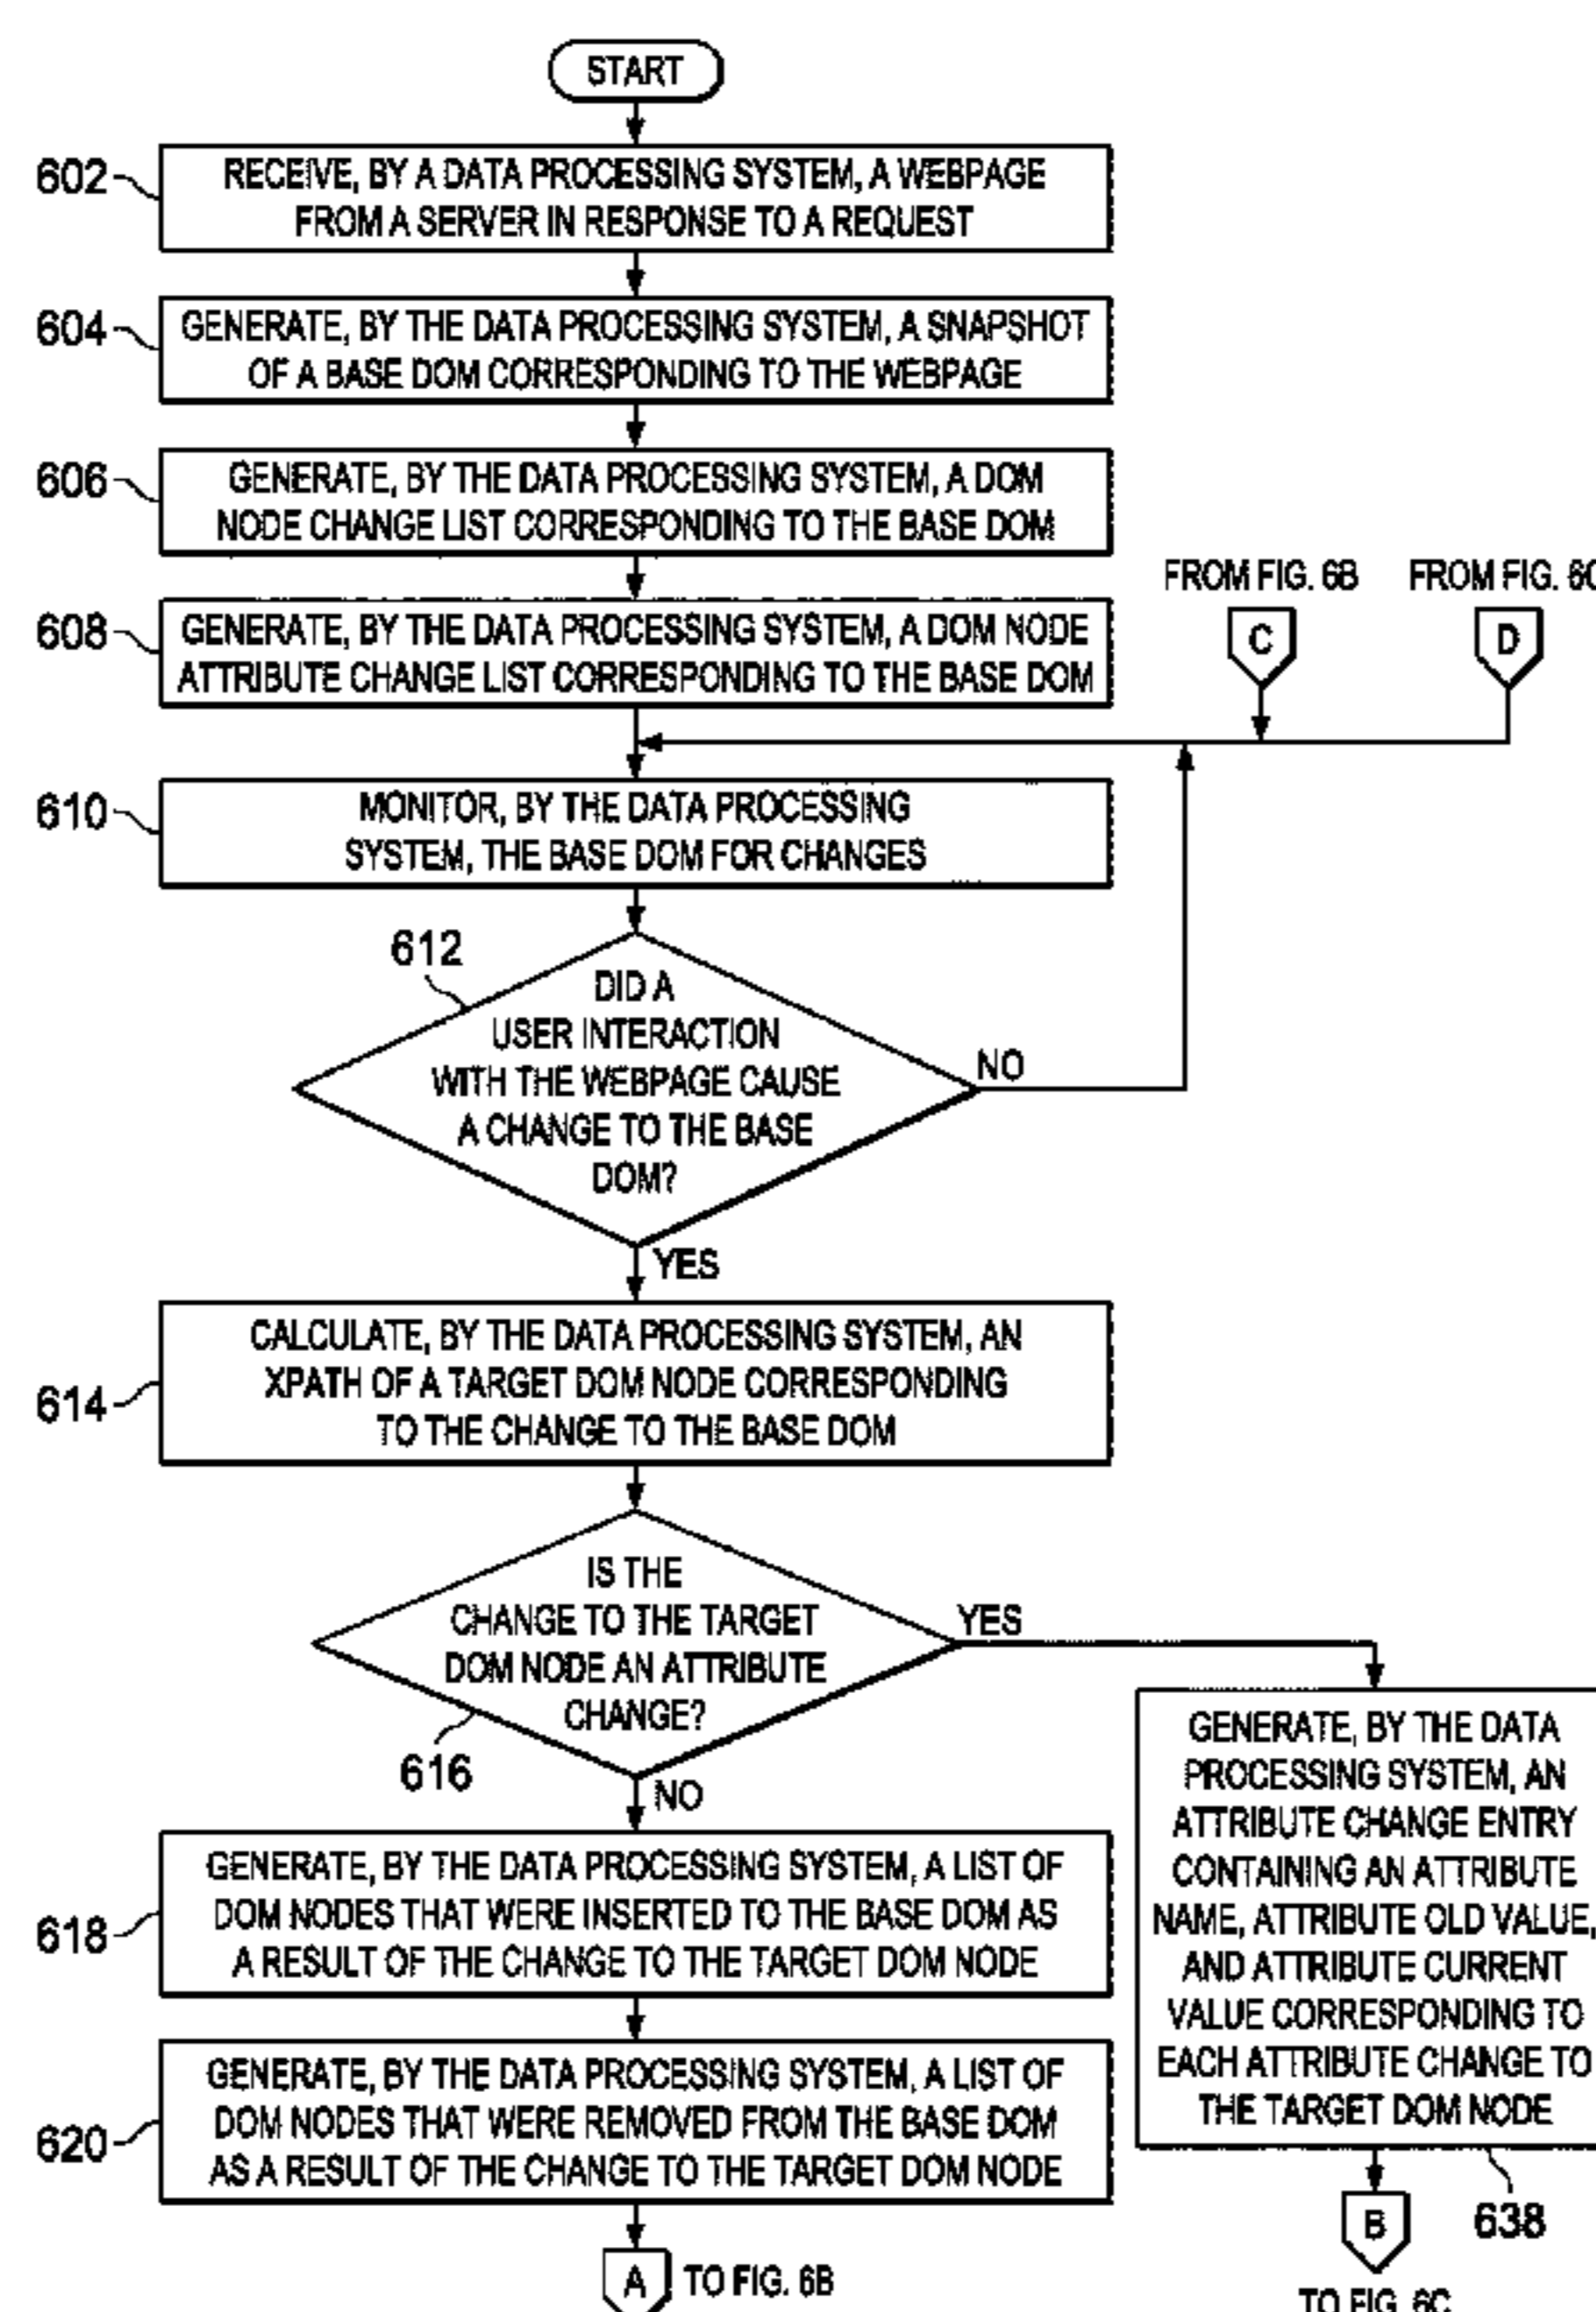 START
602
RECEIVE, BY A DATA PROCESSING SYSTEM, A WEBPAGE
FROM A SERVER IN RESPONSE TO A REQUEST
604
GENERATE, BY THE DATA PROCESSING SYSTEM, A SNAPSHOT
OF A BASE DOM CORRESPONDING TO THE WEBPAGE
606
GENERATE, BY THE DATA PROCESSING SYSTEM, A DOM
NODE CHANGE LIST CORRESPONDING TO THE BASE DOM
FROM FIG. 6B
FROM FIG. 6C
608
GENERATE, BY THE DATA PROCESSING SYSTEM, A DOM NODE
ATTRIBUTE CHANGE LIST CORRESPONDING TO THE BASE DOM
C
D
610
MONITOR, BY THE DATA PROCESSING
SYSTEM, THE BASE DOM FOR CHANGES
612
DID A
USER INTERACTION
WITH THE WEBPAGE CAUSE
A CHANGE TO THE BASE
DOM?
NO
YES
614
CALCULATE, BY THE DATA PROCESSING SYSTEM, AN
XPATH OF A TARGET DOM NODE CORRESPONDING
TO THE CHANGE TO THE BASE DOM
IS THE
CHANGE TO THE TARGET
DOM NODE AN ATTRIBUTE
CHANGE?
616
YES
NO
618
GENERATE, BY THE DATA PROCESSING SYSTEM, A LIST OF
DOM NODES THAT WERE INSERTED TO THE BASE DOM AS
A RESULT OF THE CHANGE TO THE TARGET DOM NODE
620
GENERATE, BY THE DATA PROCESSING SYSTEM, A LIST OF
DOM NODES THAT WERE REMOVED FROM THE BASE DOM
AS A RESULT OF THE CHANGE TO THE TARGET DOM NODE
A
TO FIG. 6B
GENERATE, BY THE DATA
PROCESSING SYSTEM, AN
ATTRIBUTE CHANGE ENTRY
CONTAINING AN ATTRIBUTE
NAME, ATTRIBUTE OLD VALUE,
AND ATTRIBUTE CURRENT
VALUE CORRESPONDING TO
EACH ATTRIBUTE CHANGE TO
THE TARGET DOM NODE
638
B
TO FIG. 6C